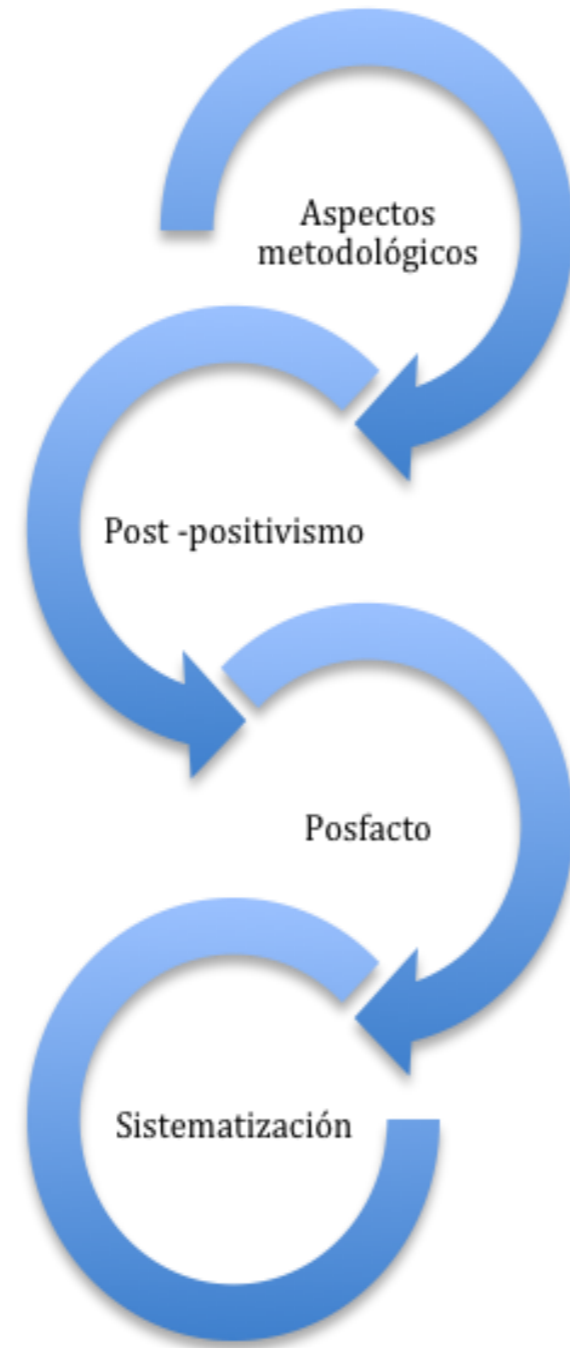 Aspectos
metodológicos
Post -positivismo
Posfacto
Sistematización